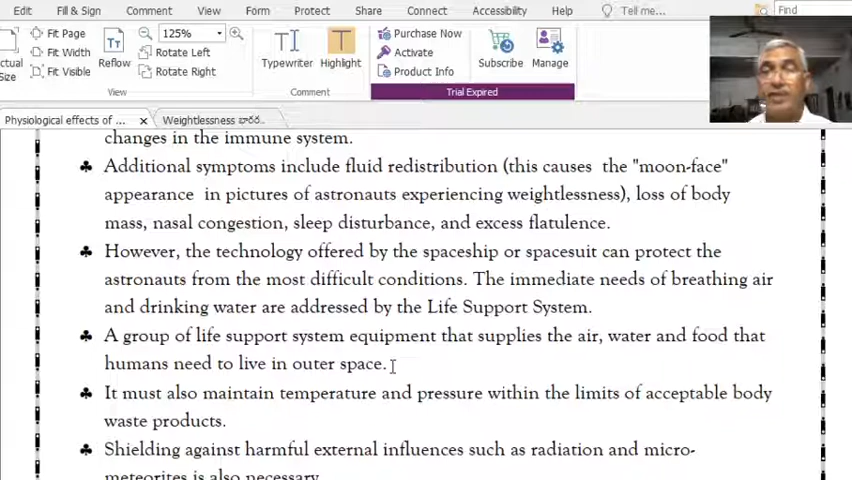 Edit Fill & Sign Comment View Form Protect Share Connect Accessibility Help Tell me... Find
Actual Size
Fit Page
Fit Width
Fit Visible
Reflow
125%
Rotate Left
Rotate Right
View
Typewriter
Highlight
Comment
Purchase Now
Activate
Product Info
Subscribe
Manage
Trial Expired
Physiological effects of ... × Weightlessness భార..
changes in the immune system.
♣ Additional symptoms include fluid redistribution (this causes the "moon-face"
appearance in pictures of astronauts experiencing weightlessness), loss of body
mass, nasal congestion, sleep disturbance, and excess flatulence.
♣ However, the technology offered by the spaceship or spacesuit can protect the
astronauts from the most difficult conditions. The immediate needs of breathing air
and drinking water are addressed by the Life Support System.
♣ A group of life support system equipment that supplies the air, water and food that
humans need to live in outer space.
♣ It must also maintain temperature and pressure within the limits of acceptable body
waste products.
♣ Shielding against harmful external influences such as radiation and micro-
meteorites is also necessary.